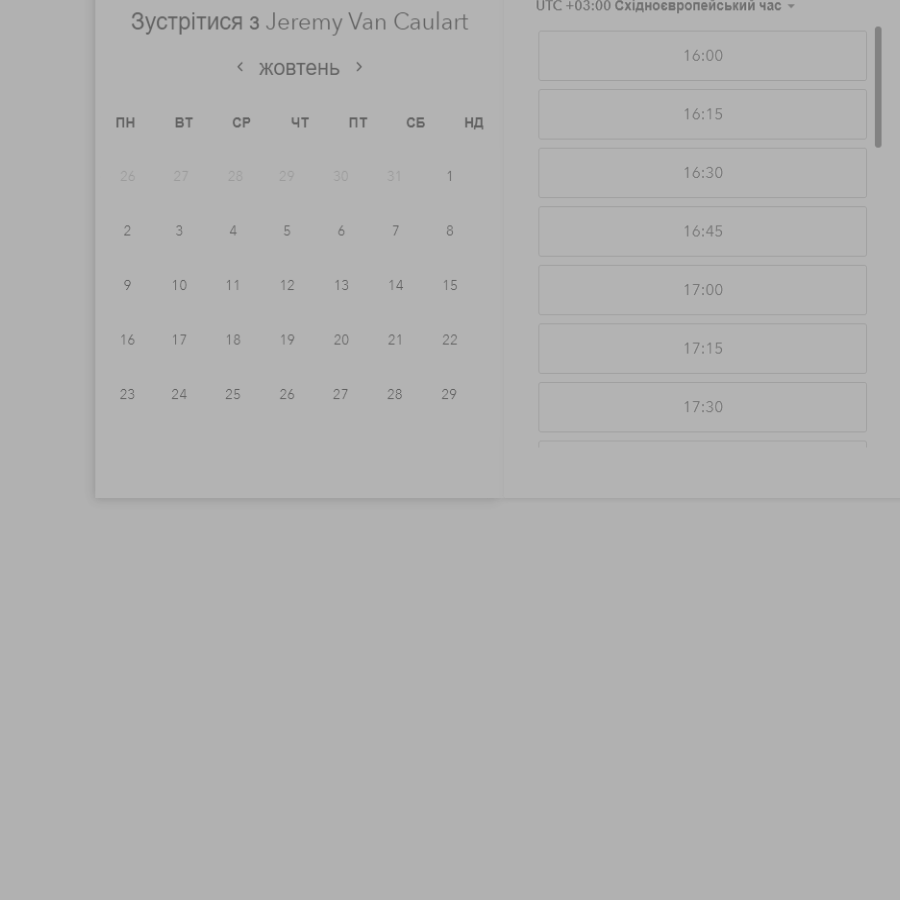 Зустрітися з Jeremy Van Caulart
жовтень
ПН ВТ СР ЧТ ПТ СБ НД
26 27 28 29 30 31 1
2 3 4 5 6 7 8
9 10 11 12 13 14 15
16 17 18 19 20 21 22
23 24 25 26 27 28 29
UTC +03:00 Східноєвропейський час
16:00
16:15
16:30
16:45
17:00
17:15
17:30